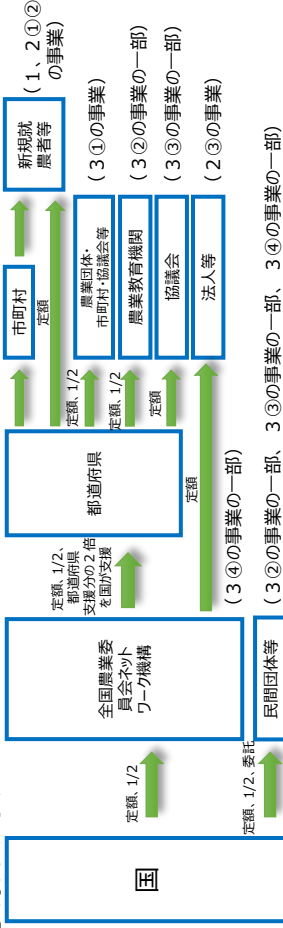 国
定額、1/2
全国農業委
員会ネット
ワーク機構
定額、1/2、
都道府県
支援分の２倍
を国が支援
都道府県
市町村
定額
新規就
農者等
（１、２①②
の事業）
定額、1/2
農業団体・
市町村・協議会等
（３①の事業）
定額、1/2
農業教育機関
（３②の事業の一部）
定額
協議会
（３③の事業の一部）
定額
法人等
（２③の事業）
（３④の事業の一部）
定額、1/2、委託
民間団体等
（３②の事業の一部、３③の事業の一部、３④の事業の一部）